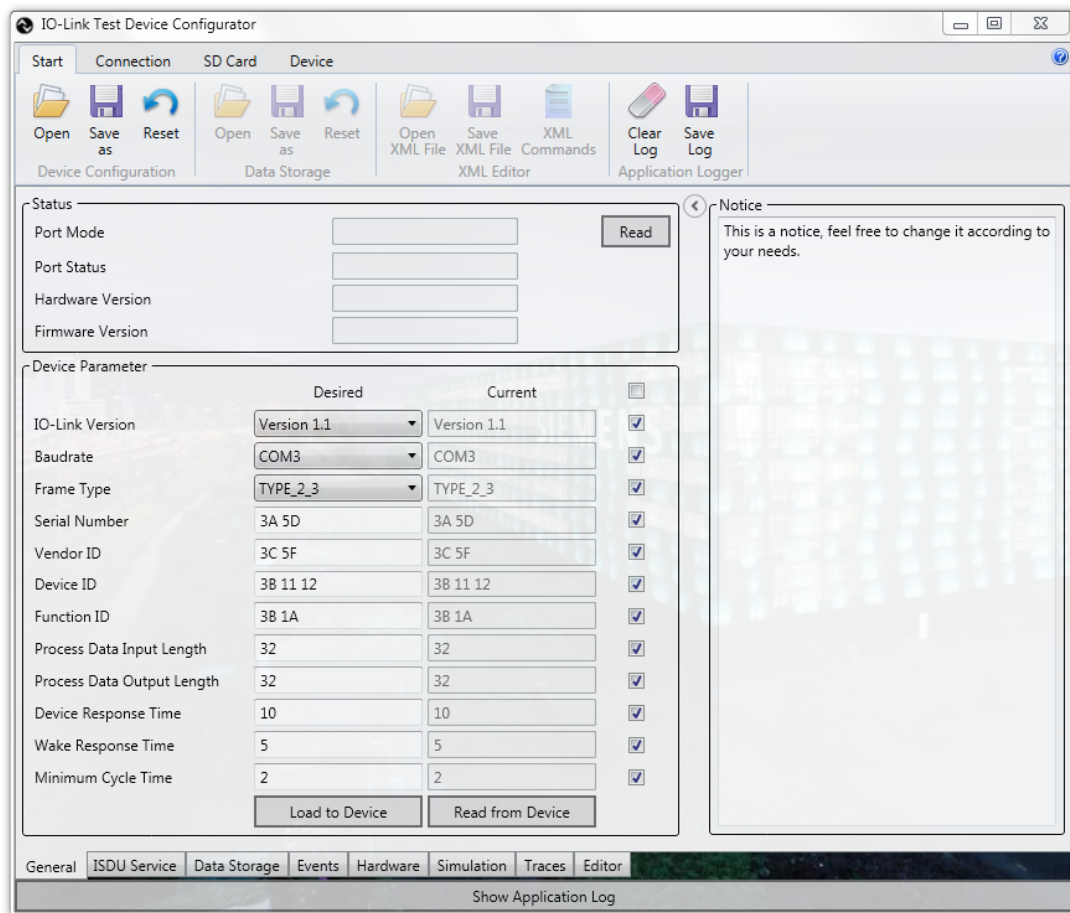 IO-Link Test Device Configurator
Start Connection SD Card Device
Open Save as Reset Open Save as Reset Open XML File Save XML File XML Commands Clear Log Save Log
Device Configuration Data Storage XML Editor Application Logger
Status
Port Mode Read
Port Status
Hardware Version
Firmware Version
Notice
This is a notice, feel free to change it according to
your needs.
Device Parameter
Desired Current
IO-Link Version Version 1.1 Version 1.1
Baudrate COM3 COM3
Frame Type TYPE_2_3 TYPE_2_3
Serial Number 3A 5D 3A 5D
Vendor ID 3C 5F 3C 5F
Device ID 3B 11 12 3B 11 12
Function ID 3B 1A 3B 1A
Process Data Input Length 32 32
Process Data Output Length 32 32
Device Response Time 10 10
Wake Response Time 5 5
Minimum Cycle Time 2 2
Load to Device Read from Device
SIEMENS
General ISDU Service Data Storage Events Hardware Simulation Traces Editor
Show Application Log